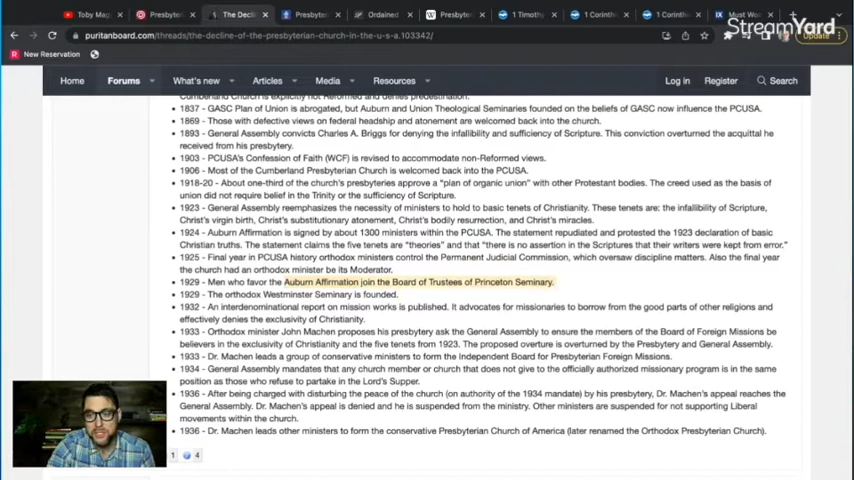 Toby Mag
Presbyteri
The Declin
Presbyteri
Ordained
Presbyteri
1 Timothy
1 Corinthi
1 Corinthi
Must Wo
StreamYard
puritanboard.com/threads/the-decline-of-the-presbyterian-church-in-the-u-s-a.103342/
Update
New Reservation
Home Forums What's new Articles Media Resources Log in Register Search
Cumberland Church is explicitly not Reformed and denies predestination.
• 1837 - GASC Plan of Union is abrogated, but Auburn and Union Theological Seminaries founded on the beliefs of GASC now influence the PCUSA.
• 1869 - Those with defective views on federal headship and atonement are welcomed back into the church.
• 1893 - General Assembly convicts Charles A. Briggs for denying the infallibility and sufficiency of Scripture. This conviction overturned the acquittal he
received from his presbytery.
• 1903 - PCUSA's Confession of Faith (WCF) is revised to accommodate non-Reformed views.
• 1906 - Most of the Cumberland Presbyterian Church is welcomed back into the PCUSA.
• 1918-20 - About one-third of the church's presbyteries approve a "plan of organic union" with other Protestant bodies. The creed used as the basis of
union did not require belief in the Trinity or the sufficiency of Scripture.
• 1923 - General Assembly reemphasizes the necessity of ministers to hold to basic tenets of Christianity. These tenets are: the infallibility of Scripture,
Christ's virgin birth, Christ's substitutionary atonement, Christ's bodily resurrection, and Christ's miracles.
• 1924 - Auburn Affirmation is signed by about 1300 ministers within the PCUSA. The statement repudiated and protested the 1923 declaration of basic
Christian truths. The statement claims the five tenets are "theories" and that "there is no assertion in the Scriptures that their writers were kept from error."
• 1925 - Final year in PCUSA history orthodox ministers control the Permanent Judicial Commission, which oversaw discipline matters. Also the final year
the church had an orthodox minister be its Moderator.
• 1929 - Men who favor the Auburn Affirmation join the Board of Trustees of Princeton Seminary.
• 1929 - The orthodox Westminster Seminary is founded.
• 1932 - An interdenominational report on mission works is published. It advocates for missionaries to borrow from the good parts of other religions and
effectively denies the exclusivity of Christianity.
• 1933 - Orthodox minister John Machen proposes his presbytery ask the General Assembly to ensure the members of the Board of Foreign Missions be
believers in the exclusivity of Christianity and the five tenets from 1923. The proposed overture is overturned by the Presbytery and General Assembly.
• 1933 - Dr. Machen leads a group of conservative ministers to form the Independent Board for Presbyterian Foreign Missions.
• 1934 - General Assembly mandates that any church member or church that does not give to the officially authorized missionary program is in the same
position as those who refuse to partake in the Lord's Supper.
• 1936 - After being charged with disturbing the peace of the church (on authority of the 1934 mandate) by his presbytery, Dr. Machen's appeal reaches the
General Assembly. Dr. Machen's appeal is denied and he is suspended from the ministry. Other ministers are suspended for not supporting Liberal
movements within the church.
• 1936 - Dr. Machen leads other ministers to form the conservative Presbyterian Church of America (later renamed the Orthodox Presbyterian Church).
1 4